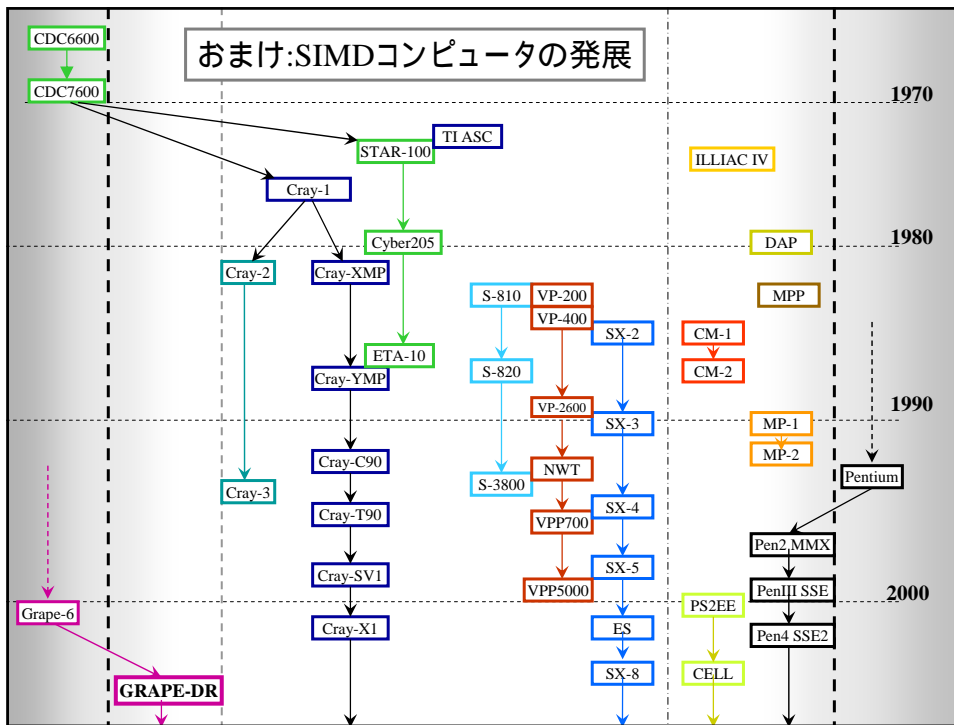 CDC6600
おまけ:SIMDコンピュータの発展
CDC7600
1970
TI ASC
STAR-100
ILLIAC IV
Cray-1
1980
Cyber205
DAP
Cray-2
Cray-XMP
S-810
VP-200
MPP
VP-400
SX-2
CM-1
ETA-10
S-820
CM-2
Cray-YMP
1990
VP-2600
SX-3
MP-1
MP-2
Cray-C90
NWT
Pentium
Cray-3
S-3800
SX-4
Cray-T90
VPP700
Pen2 MMX
SX-5
Cray-SV1
VPP5000
PenIII SSE
2000
PS2EE
Grape-6
Cray-X1
ES
Pen4 SSE2
SX-8
CELL
GRAPE-DR